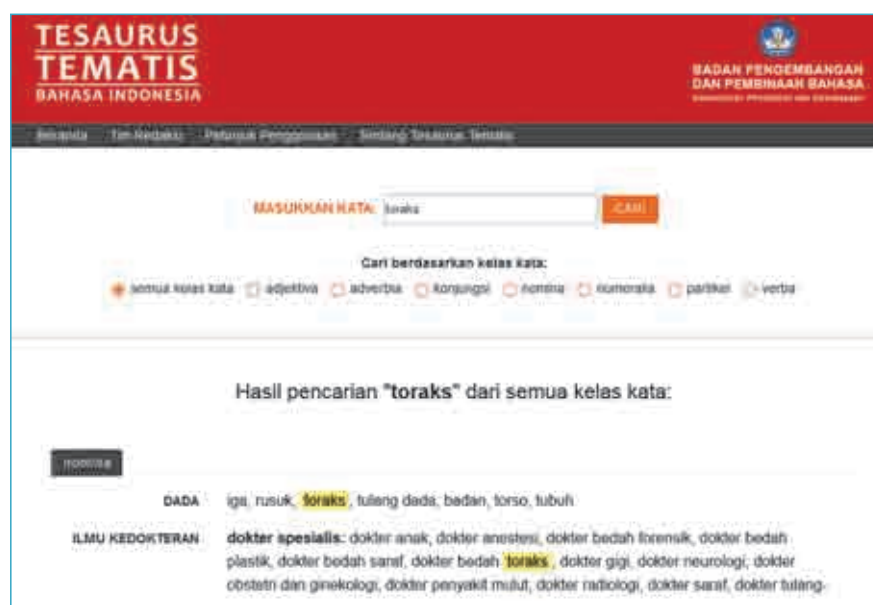 TESAURUS
TEMATIS
BAHASA INDONESIA
BADAN PENGEMBANGAN
DAN PEMBINAAN BAHASA
Beranda Tim Redaksi Petunjuk Penggunaan Tentang Tesaurus Tematis
MASUKKAN KATA: toraks CARI
Cari berdasarkan kelas kata:
semua kelas kata adjektiva adverbia konjungsi nomina numeralia partikel verba
Hasil pencarian "toraks" dari semua kelas kata:
nomina
DADA iga, rusuk, toraks, tulang dada, badan, torso, tubuh
ILMU KEDOKTERAN dokter spesialis: dokter anak, dokter anestesi, dokter bedah forensik, dokter bedah
plastik, dokter bedah saraf, dokter bedah toraks, dokter gigi, dokter neurologi, dokter
obstetri dan ginekologi, dokter penyakit mulut, dokter radiologi, dokter saraf, dokter tulang-